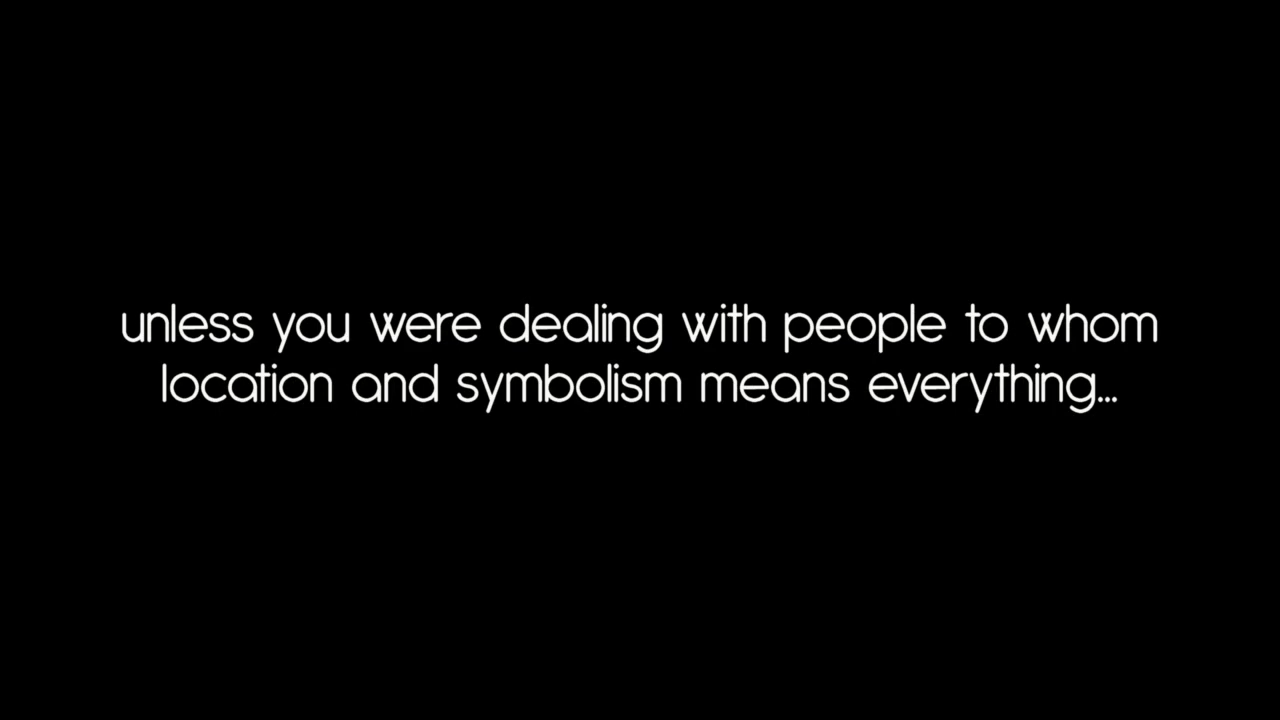 unless you were dealing with people to whom
location and symbolism means everything...